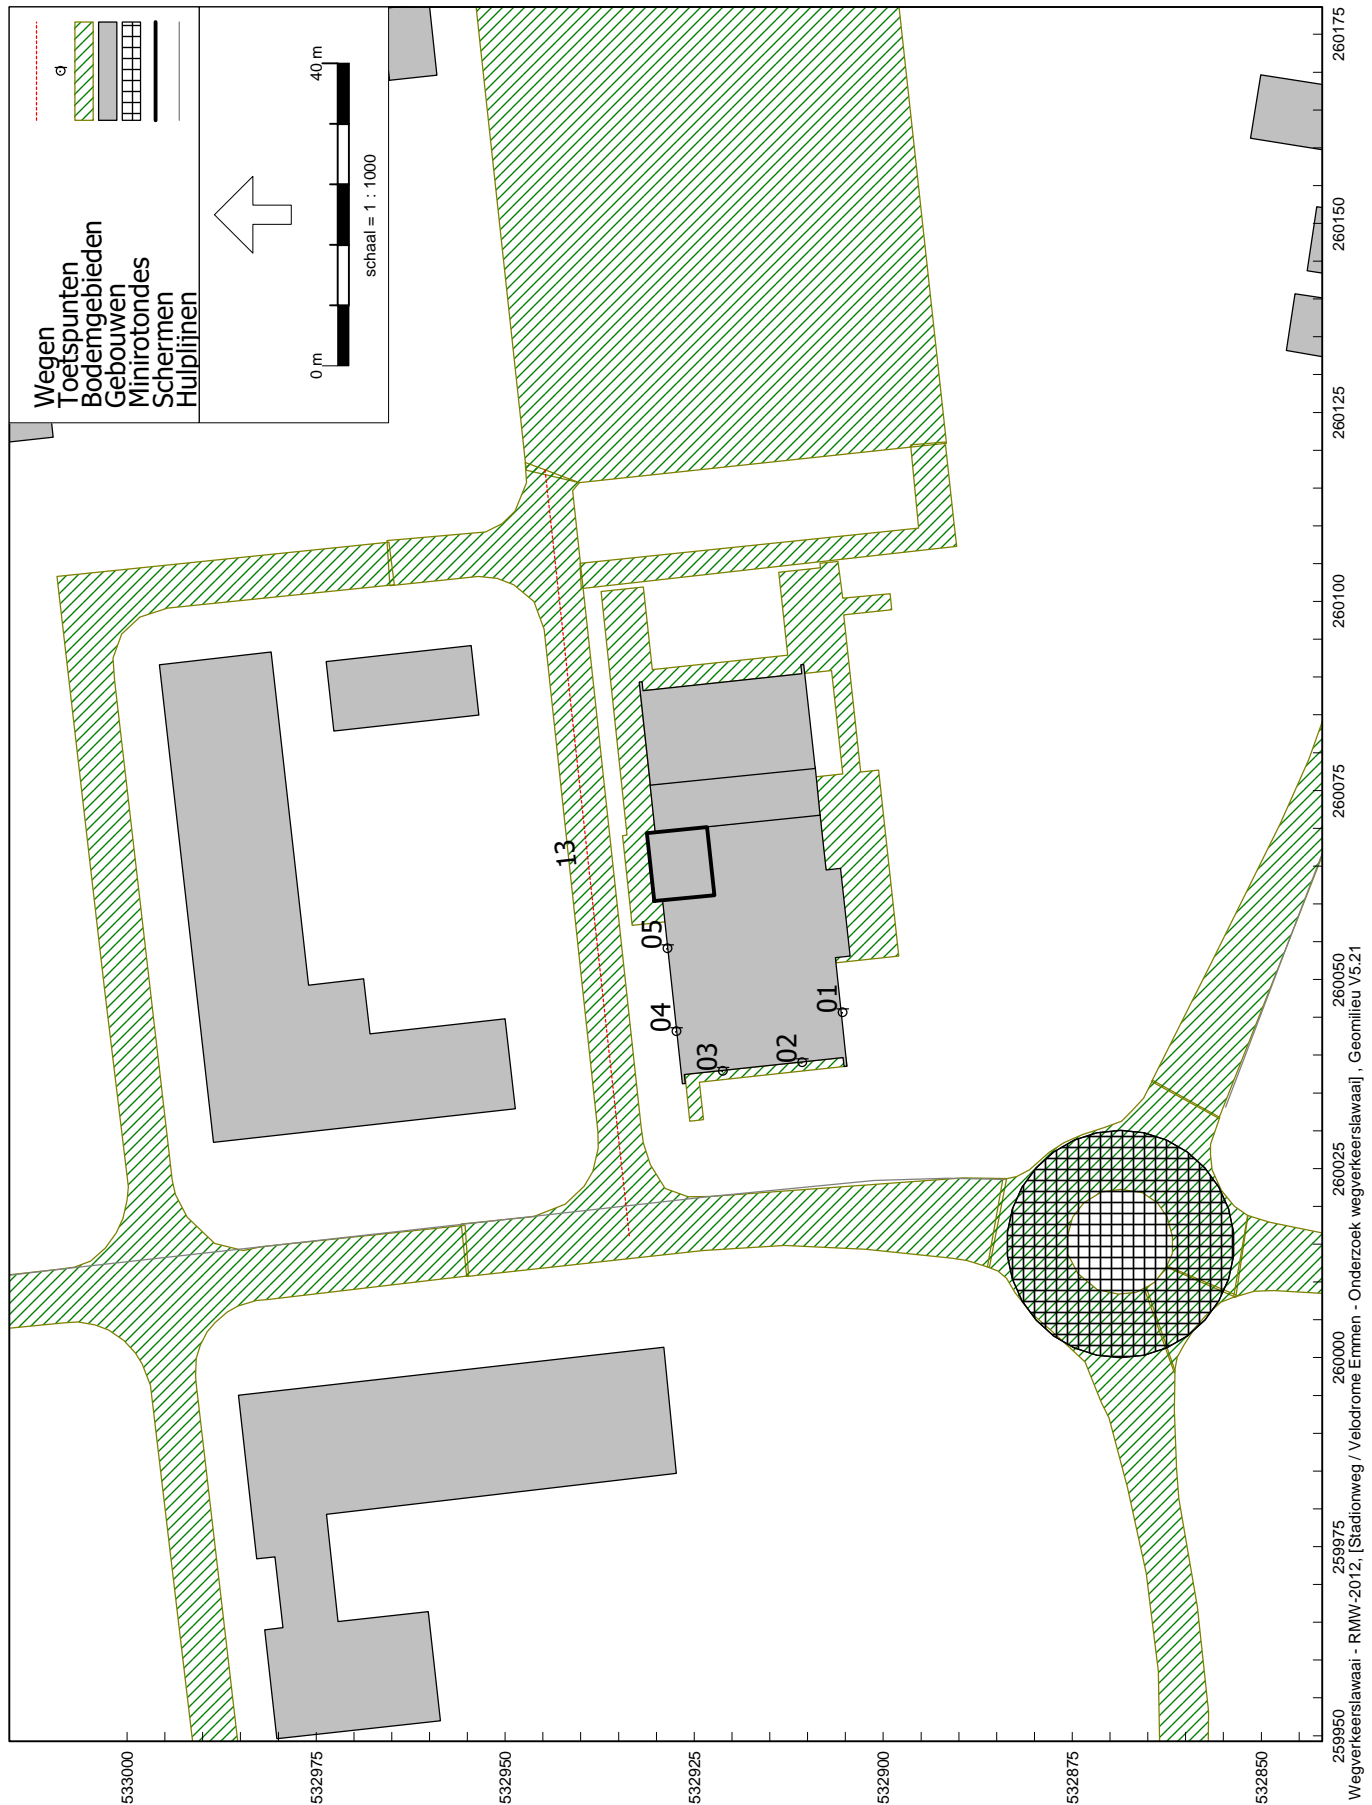 Wegen
Toetspunten
Bodemgebieden
Gebouwen
Minirotondes
Schermen
Hulplijnen
0 m
40 m
schaal = 1 : 1000
13
05
04
03
02
01
533000
532975
532950
532925
532900
532875
532850
259950
259975
260000
260025
260050
260075
260100
260125
260150
260175
Wegverkeerslawaai - RMW-2012, [Stadionweg / Velodrome Emmen - Onderzoek wegverkeerslawaai] , Geomilieu V5.21